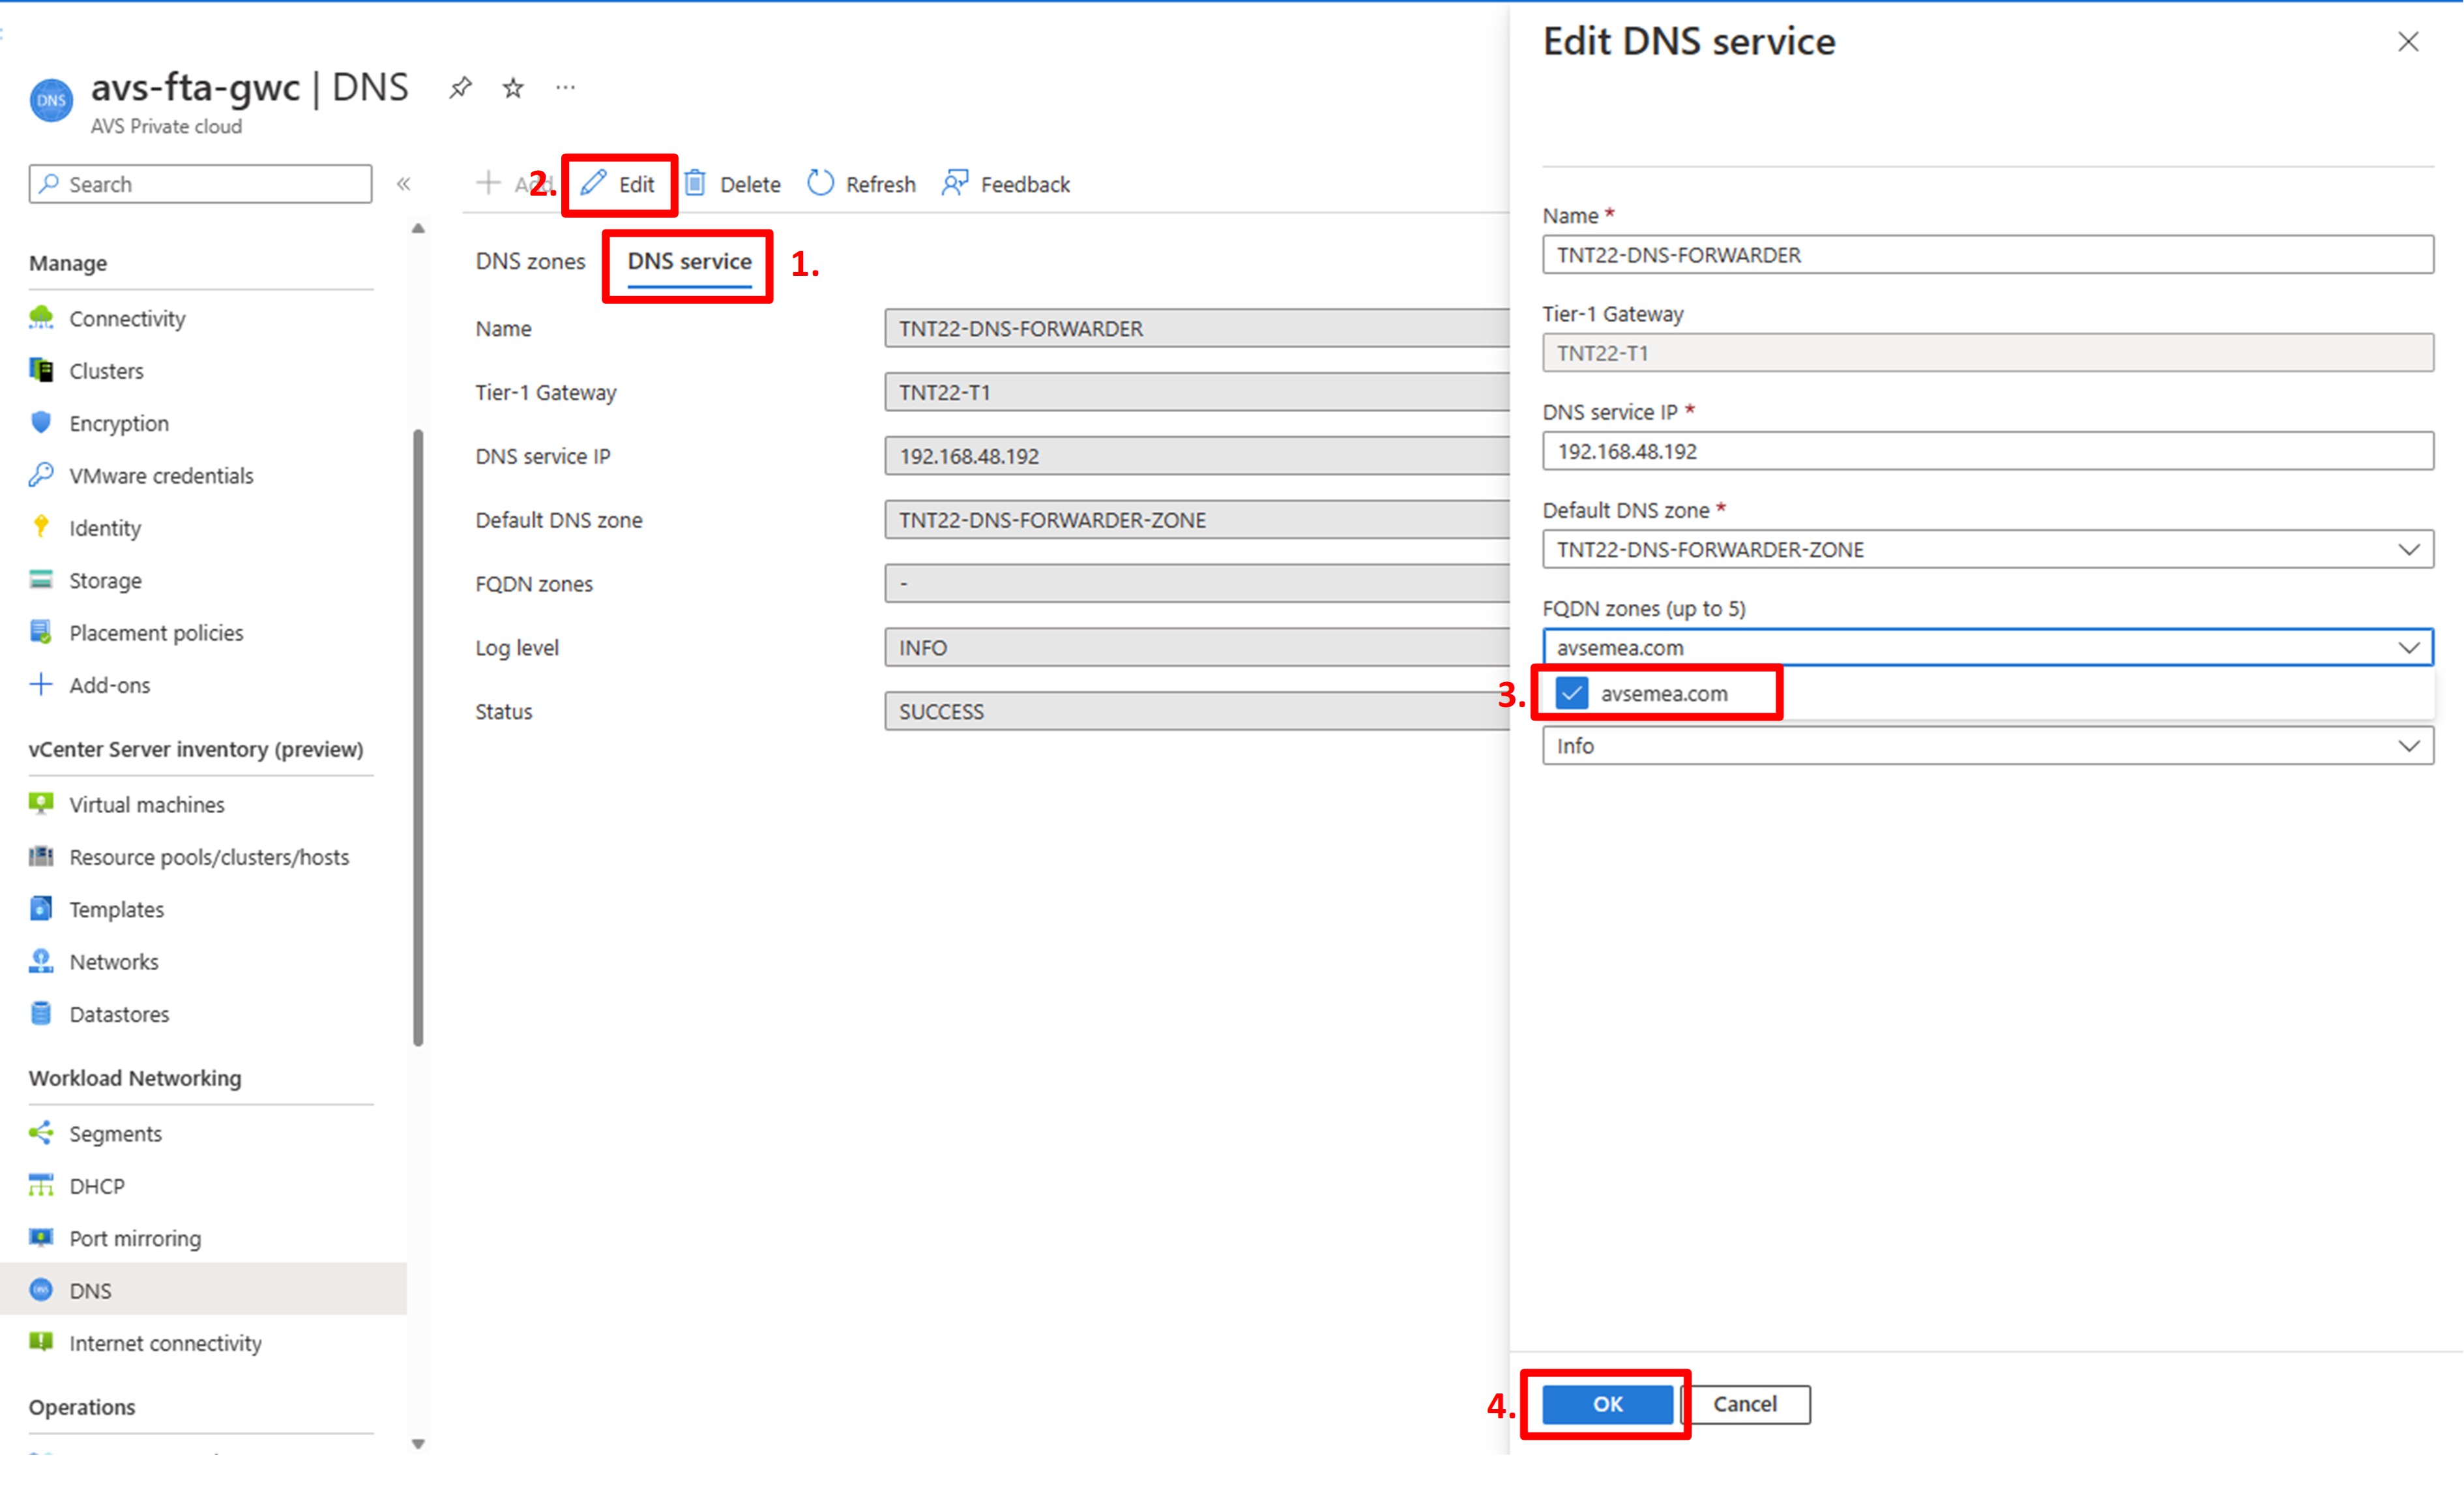 avs-fta-gwc | DNS
AVS Private cloud
Search
Manage
Connectivity
Clusters
Encryption
VMware credentials
Identity
Storage
Placement policies
Add-ons
vCenter Server inventory (preview)
Virtual machines
Resource pools/clusters/hosts
Templates
Networks
Datastores
Workload Networking
Segments
DHCP
Port mirroring
DNS
Internet connectivity
Operations
Add 2. Edit Delete Refresh Feedback
DNS zones DNS service 1.
Name TNT22-DNS-FORWARDER
Tier-1 Gateway TNT22-T1
DNS service IP 192.168.48.192
Default DNS zone TNT22-DNS-FORWARDER-ZONE
FQDN zones -
Log level INFO
Status SUCCESS
Edit DNS service
Name *
TNT22-DNS-FORWARDER
Tier-1 Gateway
TNT22-T1
DNS service IP *
192.168.48.192
Default DNS zone *
TNT22-DNS-FORWARDER-ZONE
FQDN zones (up to 5)
avsemea.com
3. avsemea.com
Info
4. OK Cancel